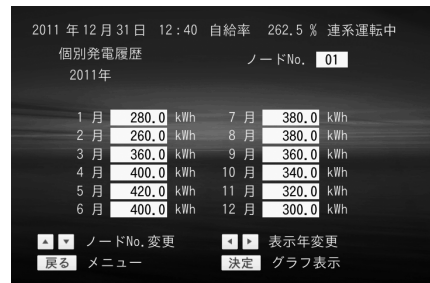 2011 年 12 月 31 日 12：40 自給率 262.5 % 連系運転中
個別発電履歴 ノードNo. 01
2011年
1 月 280.0 kWh 7 月 380.0 kWh
2 月 260.0 kWh 8 月 380.0 kWh
3 月 360.0 kWh 9 月 360.0 kWh
4 月 400.0 kWh 10 月 340.0 kWh
5 月 420.0 kWh 11 月 320.0 kWh
6 月 400.0 kWh 12 月 300.0 kWh
▲ ▼ ノードNo.変更 ◀ ▶ 表示年変更
戻る メニュー 決定 グラフ表示